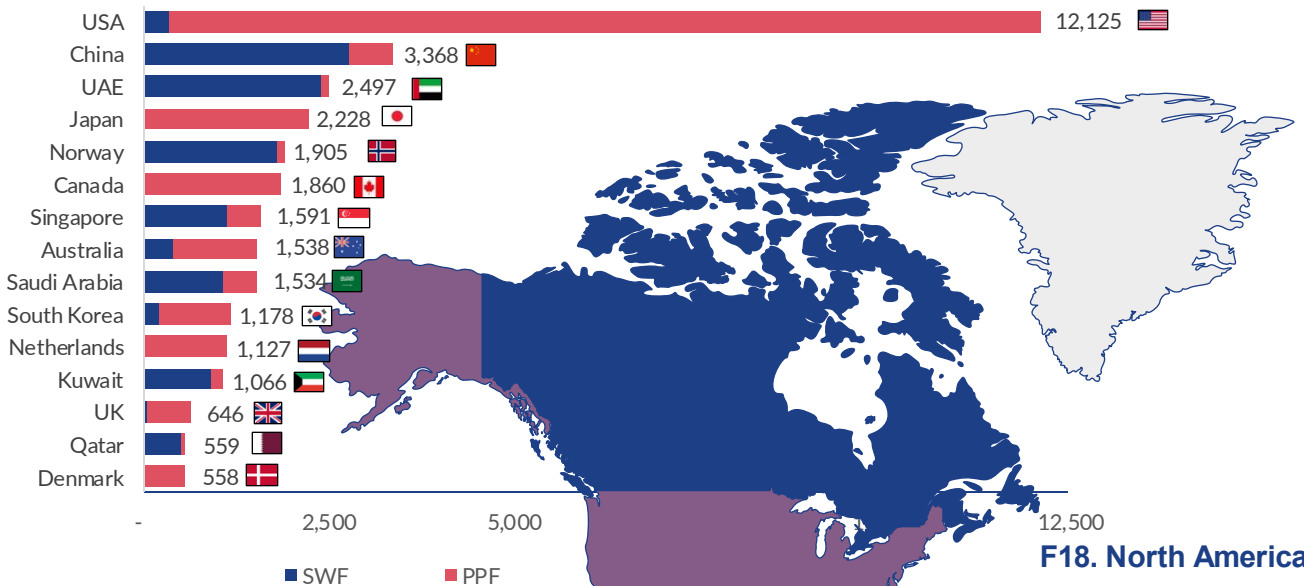 USA 12,125
China 3,368
UAE 2,497
Japan 2,228
Norway 1,905
Canada 1,860
Singapore 1,591
Australia 1,538
Saudi Arabia 1,534
South Korea 1,178
Netherlands 1,127
Kuwait 1,066
UK 646
Qatar 559
Denmark 558
- 2,500 5,000 12,500
F18. North America
SWF PPF